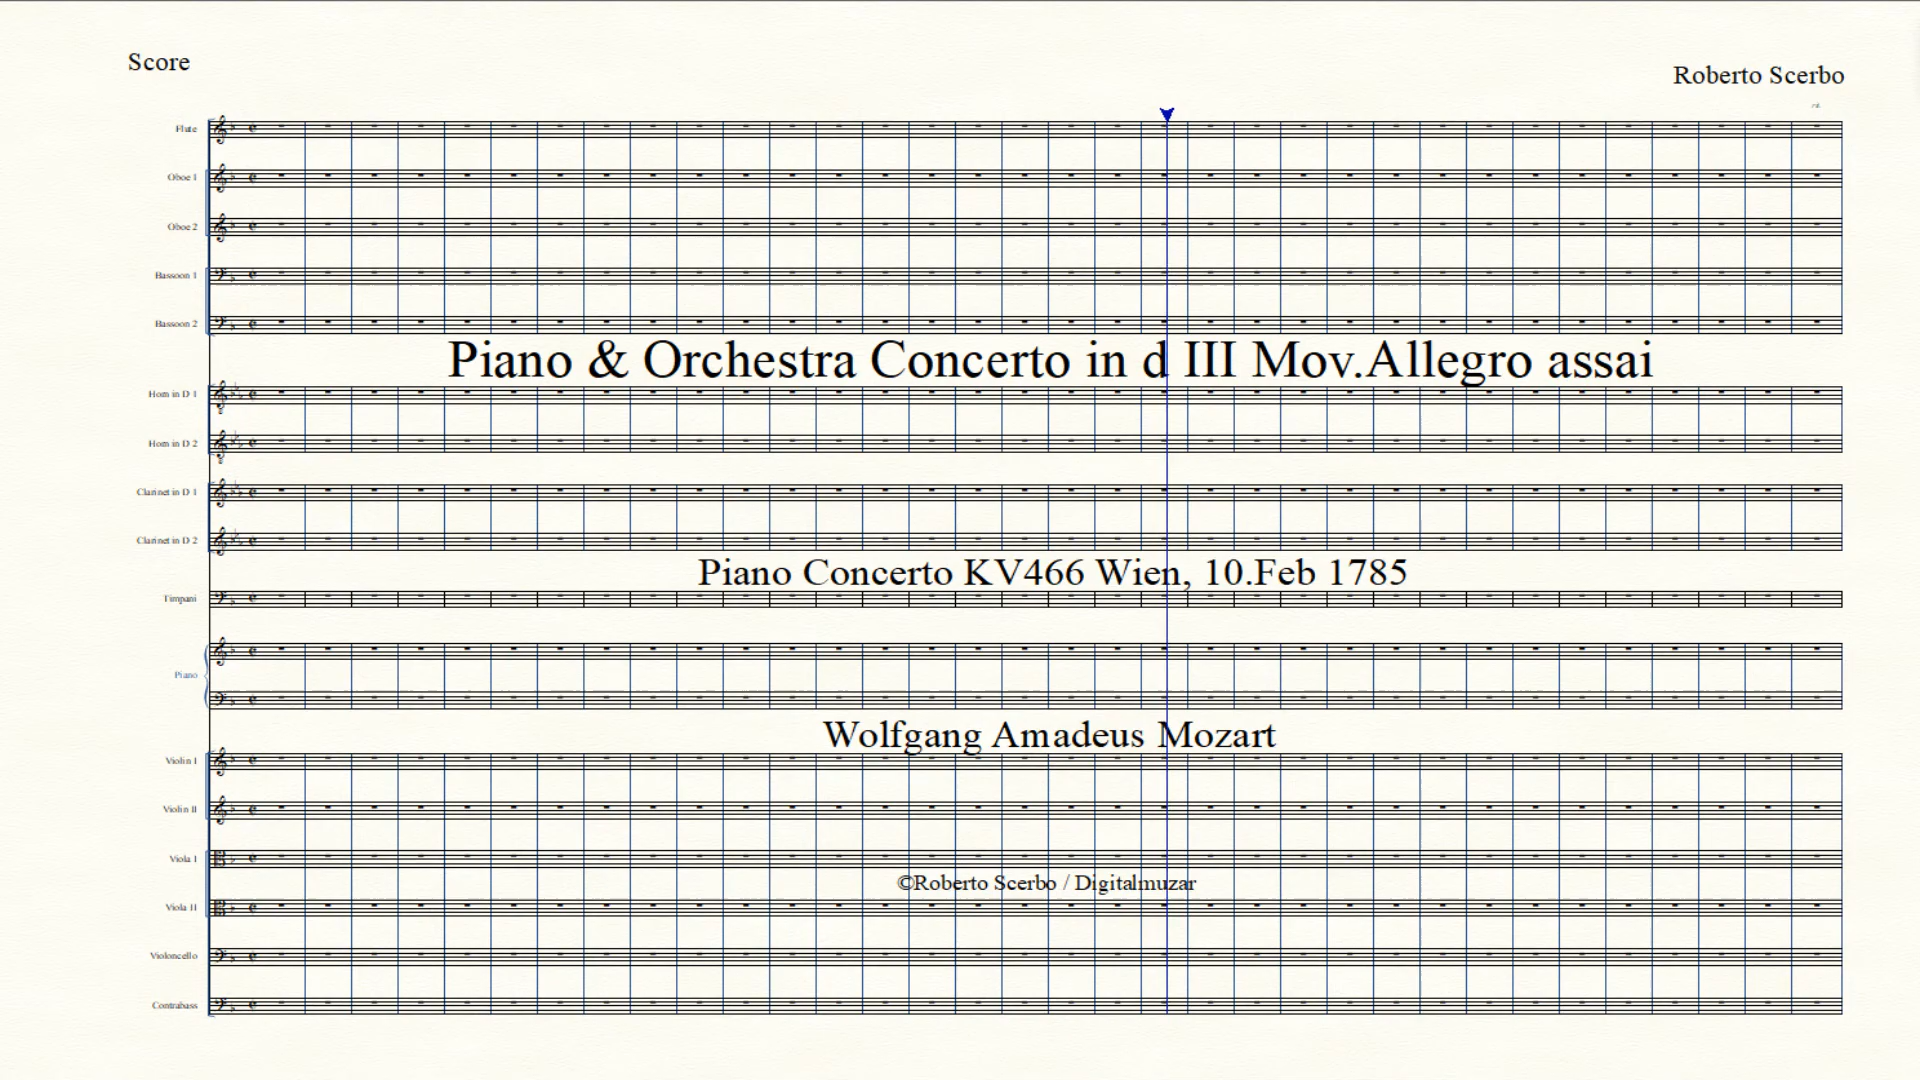 Score
Roberto Scerbo
Flute
Oboe 1
Oboe 2
Bassoon 1
Bassoon 2
Piano & Orchestra Concerto in d III Mov.Allegro assai
Horn in D 1
Horn in D 2
Clarinet in D 1
Clarinet in D 2
Piano Concerto KV466 Wien, 10.Feb 1785
Timpani
Piano
Wolfgang Amadeus Mozart
Violin I
Violin II
Viola I
©Roberto Scerbo / Digitalmuzar
Viola II
Violoncello
Contrabass